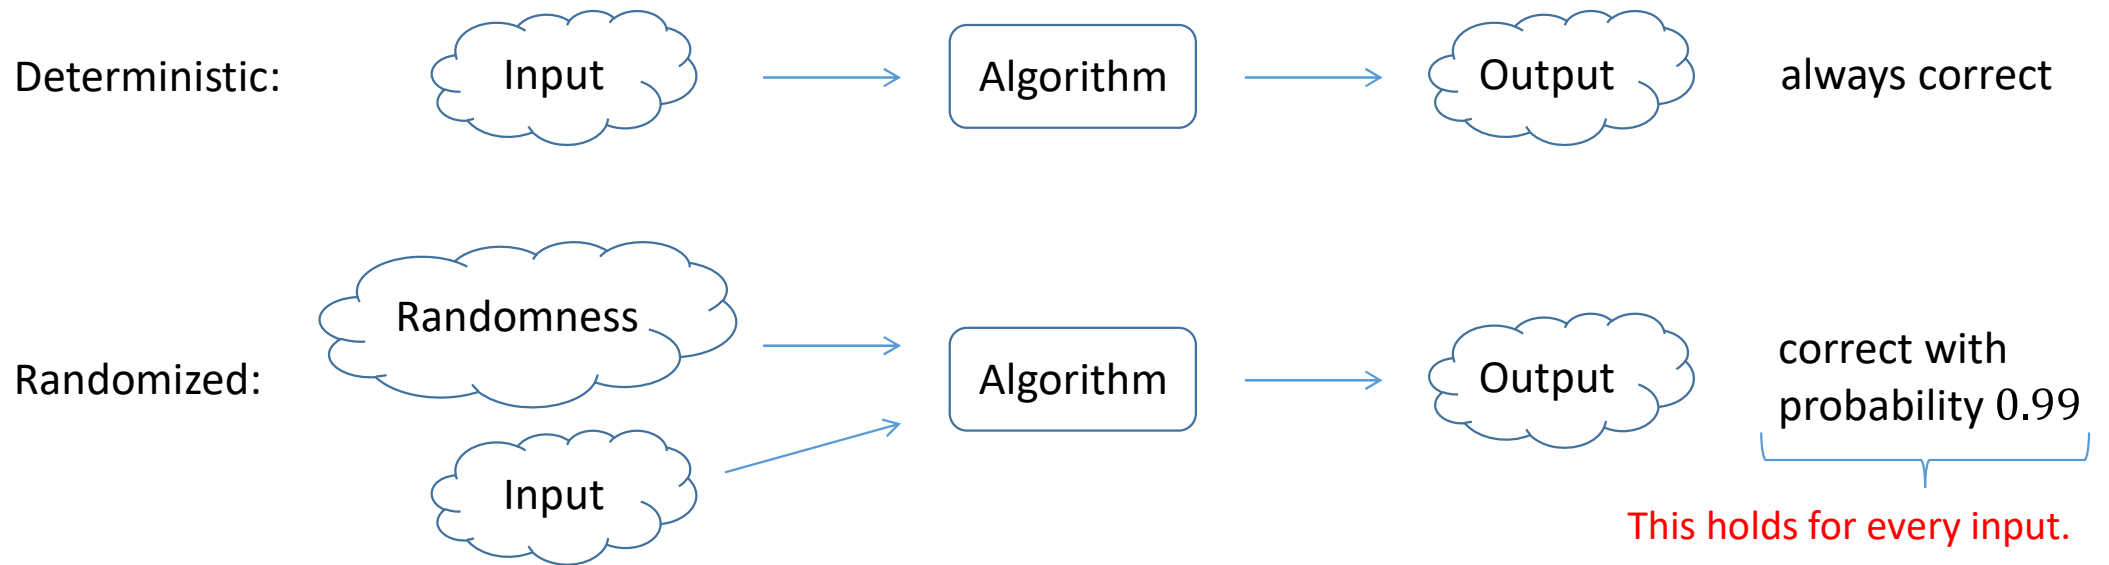 Deterministic: Input Algorithm Output always correct
Randomness
Randomized: Algorithm Output correct with
probability 0.99
Input
This holds for every input.